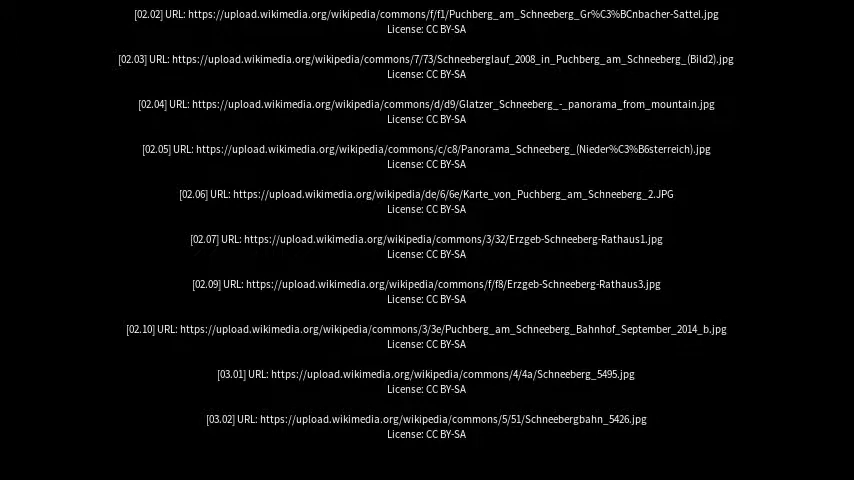 [02.02] URL: https://upload.wikimedia.org/wikipedia/commons/f/f1/Puchberg_am_Schneeberg_Gr%C3%BCnbacher-Sattel.jpg
License: CC BY-SA
[02.03] URL: https://upload.wikimedia.org/wikipedia/commons/7/73/Schneeberglauf_2008_in_Puchberg_am_Schneeberg_(Bild2).jpg
License: CC BY-SA
[02.04] URL: https://upload.wikimedia.org/wikipedia/commons/d/d9/Glatzer_Schneeberg_-_panorama_from_mountain.jpg
License: CC BY-SA
[02.05] URL: https://upload.wikimedia.org/wikipedia/commons/c/c8/Panorama_Schneeberg_(Nieder%C3%B6sterreich).jpg
License: CC BY-SA
[02.06] URL: https://upload.wikimedia.org/wikipedia/de/6/6e/Karte_von_Puchberg_am_Schneeberg_2.JPG
License: CC BY-SA
[02.07] URL: https://upload.wikimedia.org/wikipedia/commons/3/32/Erzgeb-Schneeberg-Rathaus1.jpg
License: CC BY-SA
[02.09] URL: https://upload.wikimedia.org/wikipedia/commons/f/f8/Erzgeb-Schneeberg-Rathaus3.jpg
License: CC BY-SA
[02.10] URL: https://upload.wikimedia.org/wikipedia/commons/3/3e/Puchberg_am_Schneeberg_Bahnhof_September_2014_b.jpg
License: CC BY-SA
[03.01] URL: https://upload.wikimedia.org/wikipedia/commons/4/4a/Schneeberg_5495.jpg
License: CC BY-SA
[03.02] URL: https://upload.wikimedia.org/wikipedia/commons/5/51/Schneebergbahn_5426.jpg
License: CC BY-SA